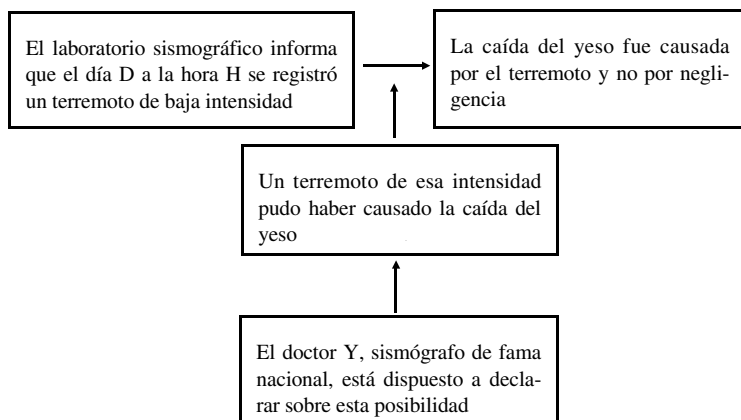 El laboratorio sismográfico informa
que el día D a la hora H se registró
un terremoto de baja intensidad
La caída del yeso fue causada
por el terremoto y no por negli-
gencia
Un terremoto de esa intensidad
pudo haber causado la caída del
yeso
El doctor Y, sismógrafo de fama
nacional, está dispuesto a decla-
rar sobre esta posibilidad